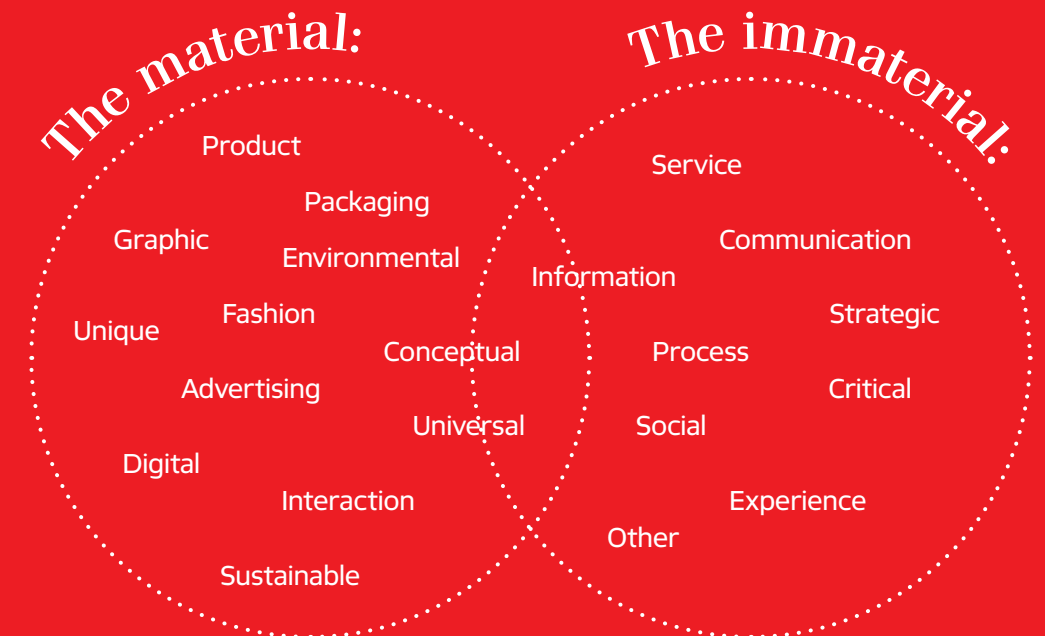 The material:
Product
Packaging
Graphic
Environmental
Fashion
Unique
Conceptual
Advertising
Universal
Digital
Interaction
Sustainable
The immaterial:
Service
Communication
Information
Strategic
Process
Critical
Social
Experience
Other